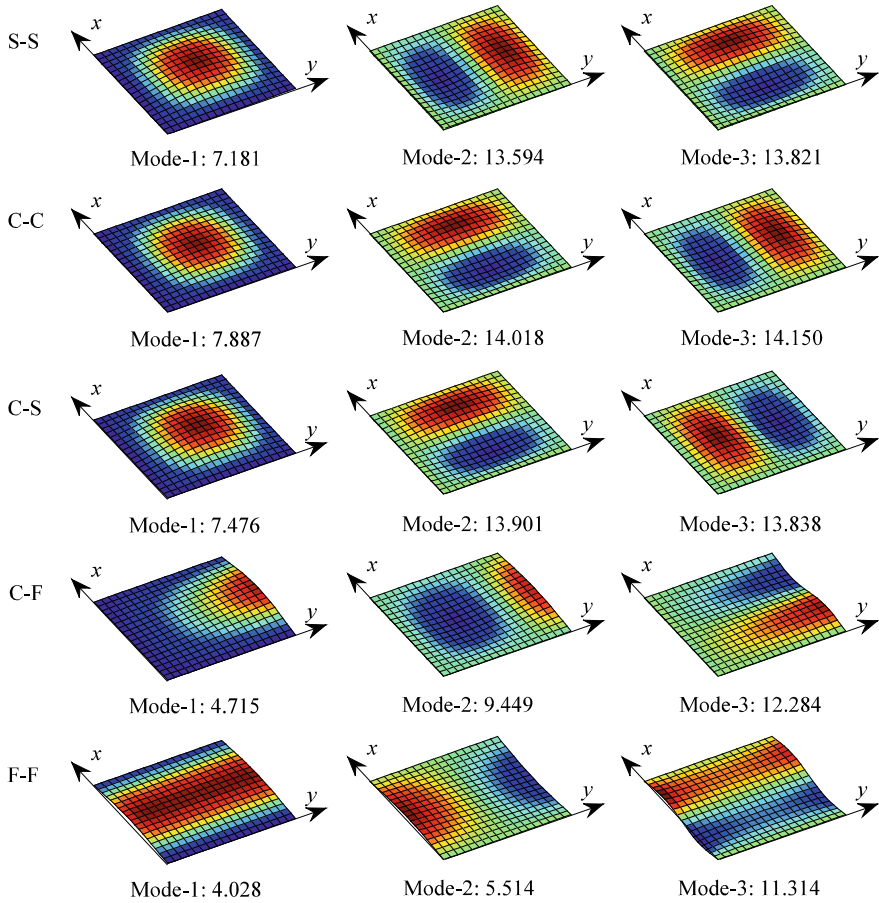 S-S
x y x y x y
Mode-1: 7.181 Mode-2: 13.594 Mode-3: 13.821
C-C
x y x y x y
Mode-1: 7.887 Mode-2: 14.018 Mode-3: 14.150
C-S
x y x y x y
Mode-1: 7.476 Mode-2: 13.901 Mode-3: 13.838
C-F
x y x y x y
Mode-1: 4.715 Mode-2: 9.449 Mode-3: 12.284
F-F
x y x y x y
Mode-1: 4.028 Mode-2: 5.514 Mode-3: 11.314